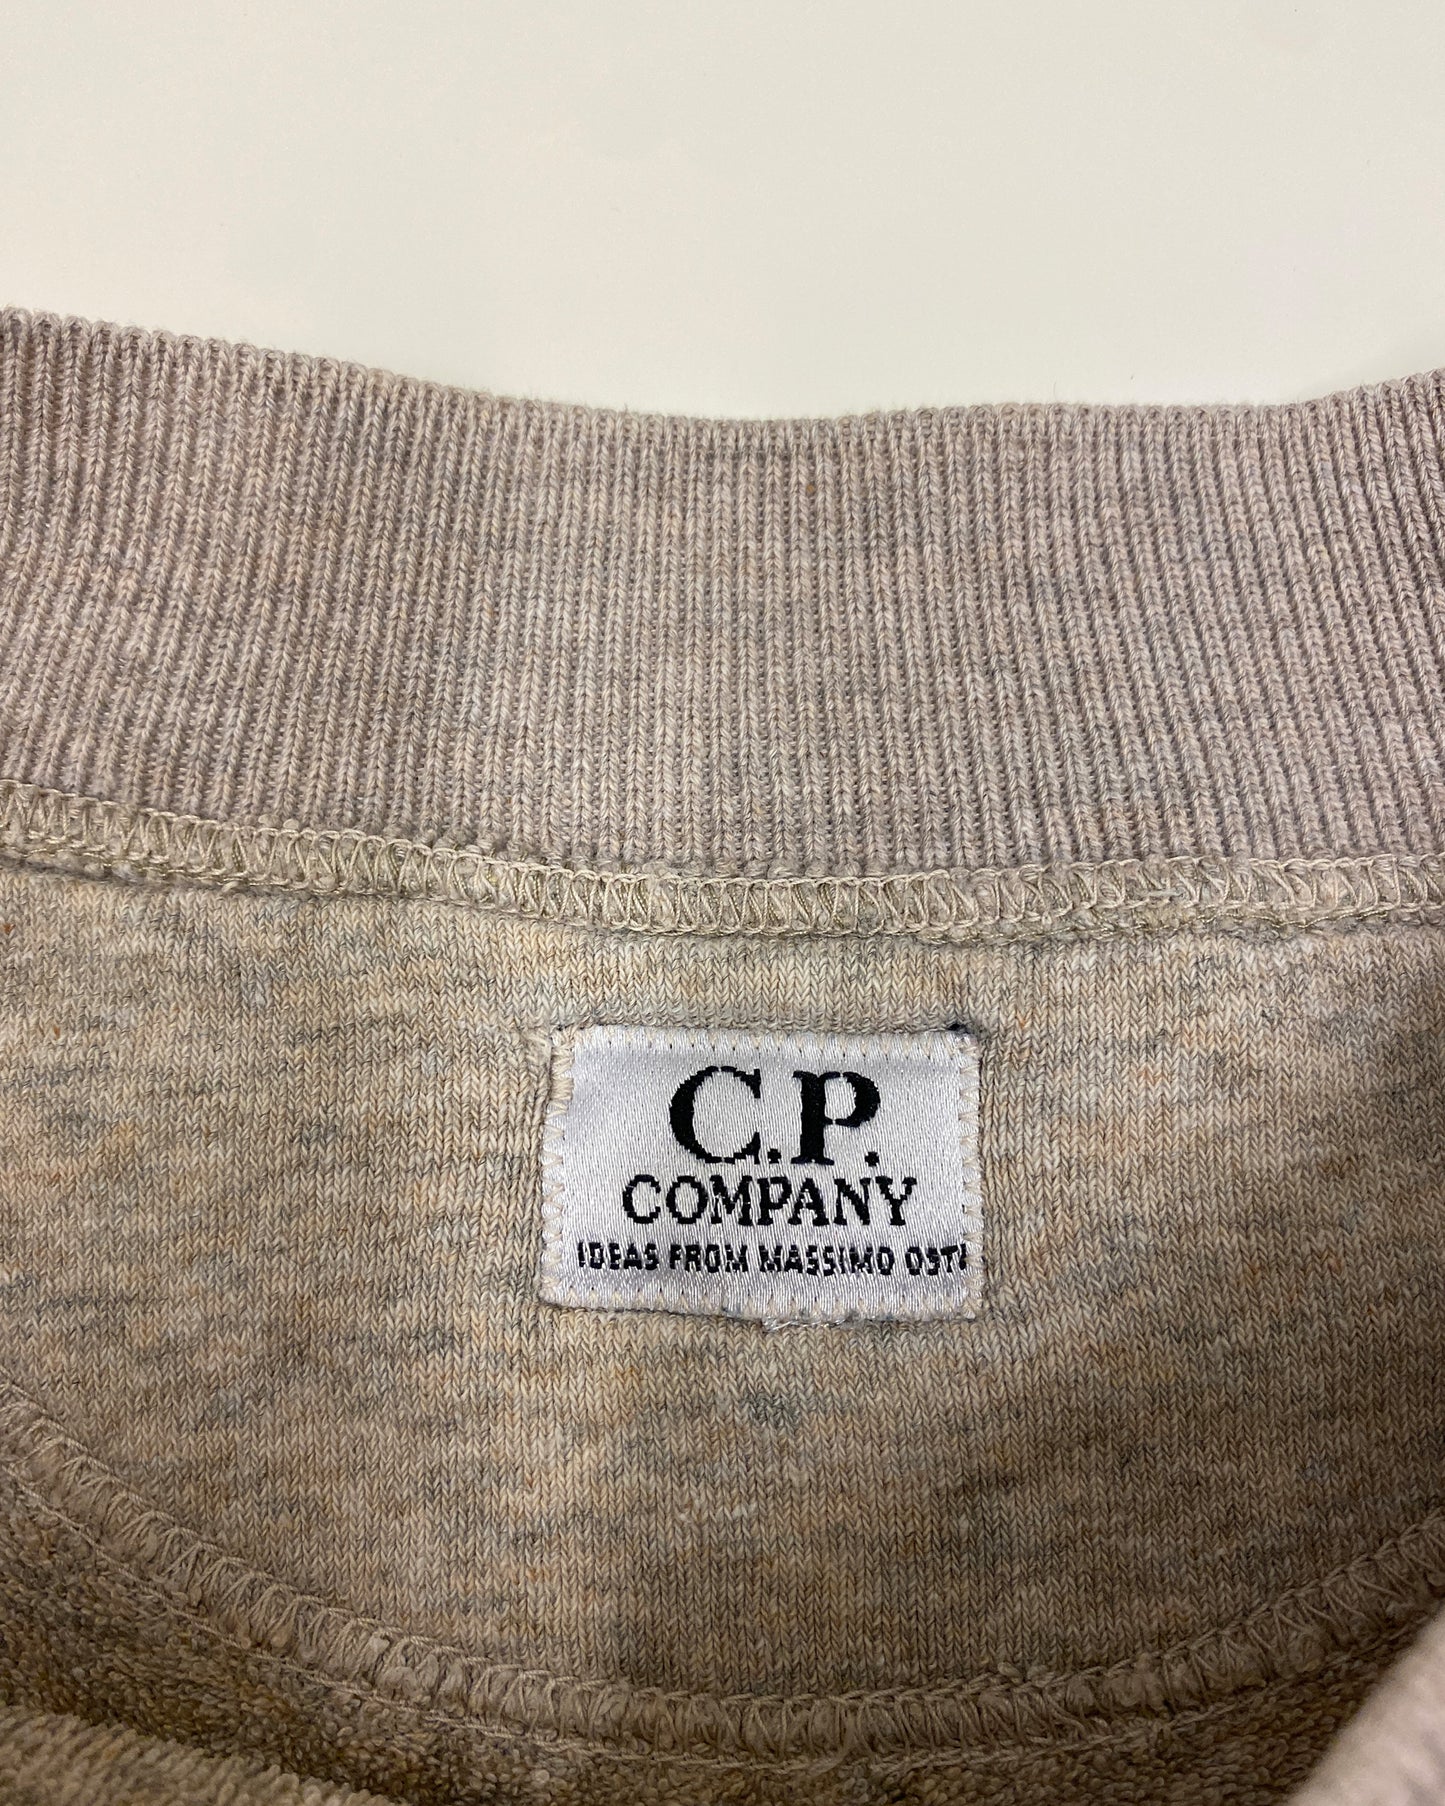 C.P.
COMPANY
IDEAS FROM MASSIMO OSTI